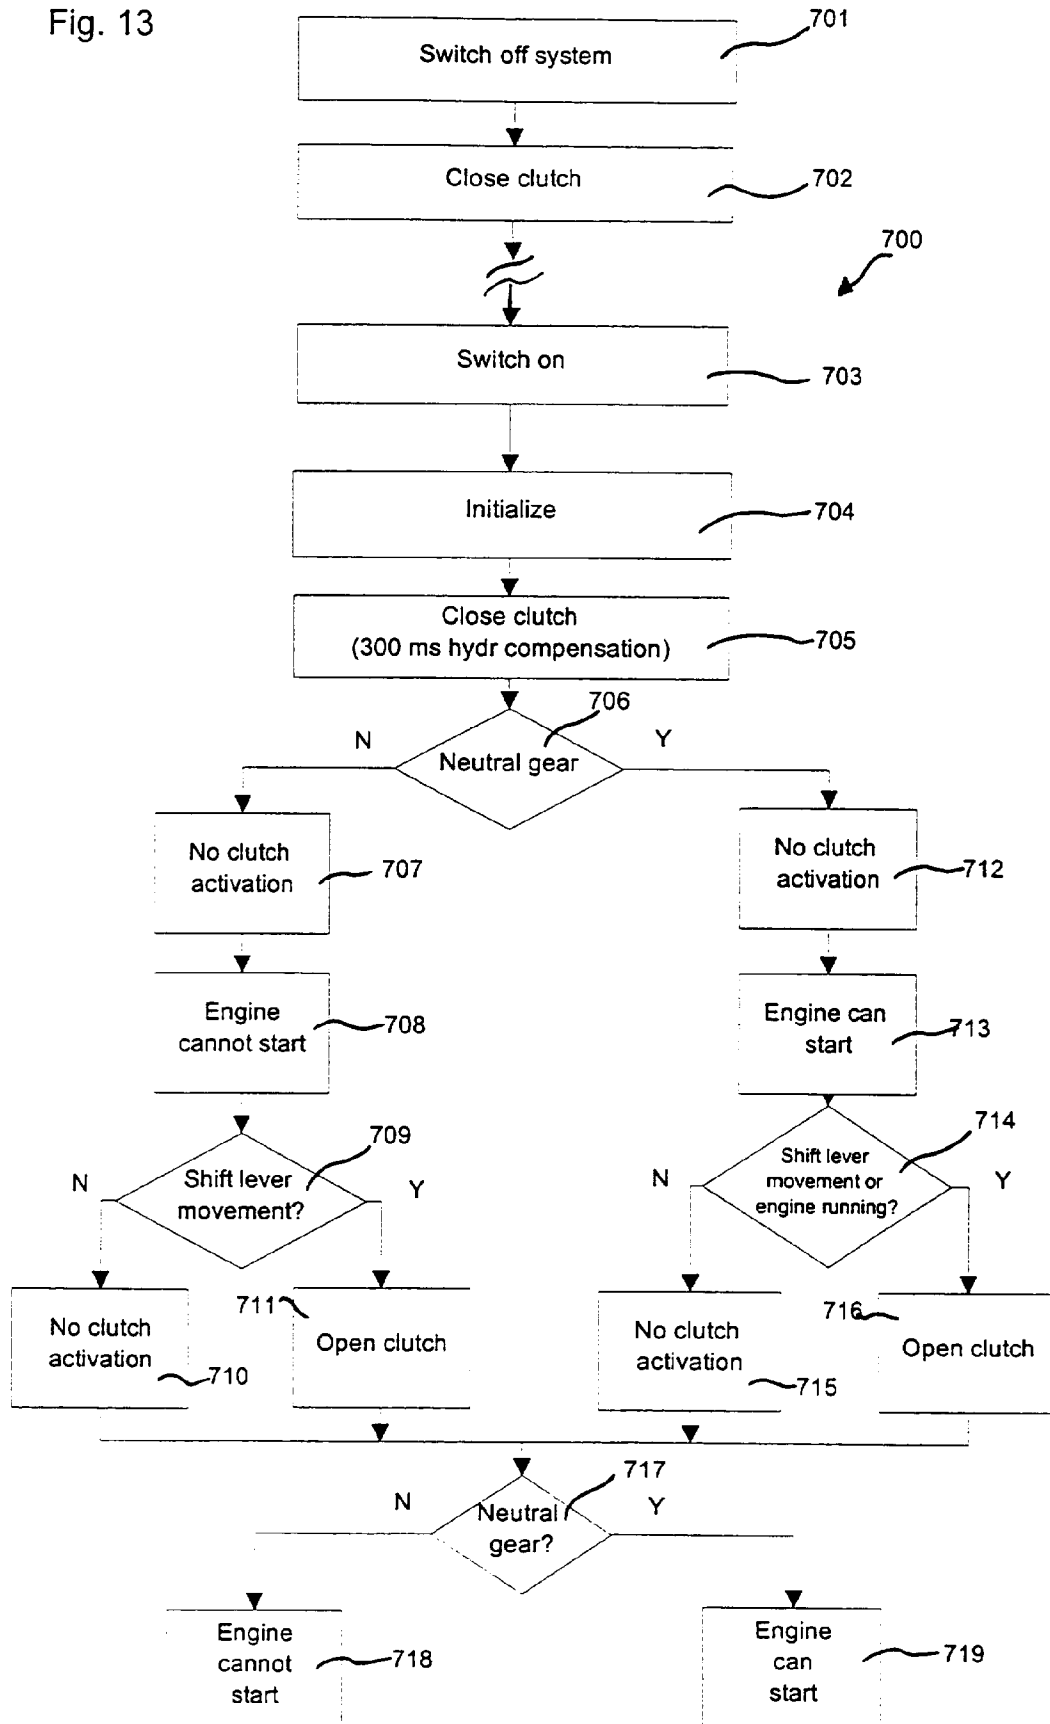 Fig. 13
701
Switch off system
Close clutch
702
700
Switch on
703
Initialize
704
Close clutch
(300 ms hydr compensation)
705
706
N
Y
Neutral gear
No clutch
activation
707
No clutch
activation
712
Engine
cannot start
708
Engine can
start
713
709
N
Shift lever
movement?
Y
714
N
Shift lever
movement or
engine running?
Y
No clutch
activation
710
711
Open clutch
No clutch
activation
715
716
Open clutch
717
N
Y
Neutral
gear?
Engine
cannot
start
718
Engine
can
start
719